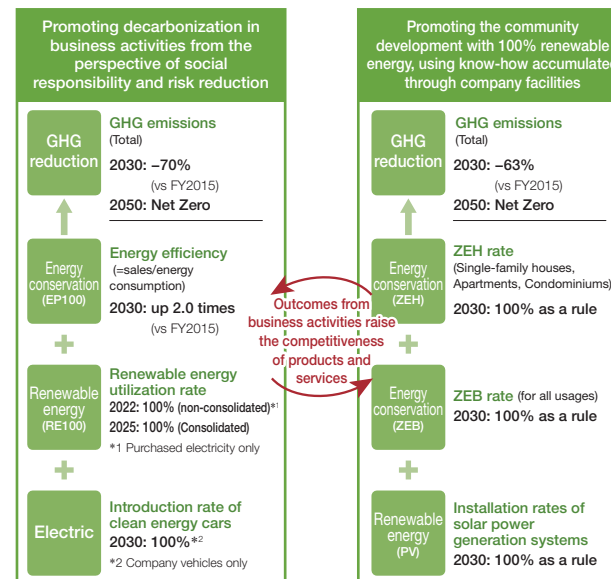 Promoting decarbonization in
business activities from the
perspective of social
responsibility and risk reduction
GHG
reduction
GHG emissions
(Total)
2030: −70%
(vs FY2015)
2050: Net Zero
Energy
conservation
(EP100)
Energy efficiency
(=sales/energy
consumption)
2030: up 2.0 times
(vs FY2015)
Renewable
energy
(RE100)
Renewable energy
utilization rate
2022: 100% (non-consolidated)*1
2025: 100% (Consolidated)
*1 Purchased electricity only
Electric
Introduction rate of
clean energy cars
2030: 100%*2
*2 Company vehicles only
Outcomes from
business activities raise
the competitiveness
of products and
services
Promoting the community
development with 100% renewable
energy, using know-how accumulated
through company facilities
GHG
reduction
GHG emissions
(Total)
2030: −63%
(vs FY2015)
2050: Net Zero
Energy
conservation
(ZEH)
ZEH rate
(Single-family houses,
Apartments, Condominiums)
2030: 100% as a rule
Energy
conservation
(ZEB)
ZEB rate (for all usages)
2030: 100% as a rule
Renewable
energy
(PV)
Installation rates of
solar power
generation systems
2030: 100% as a rule